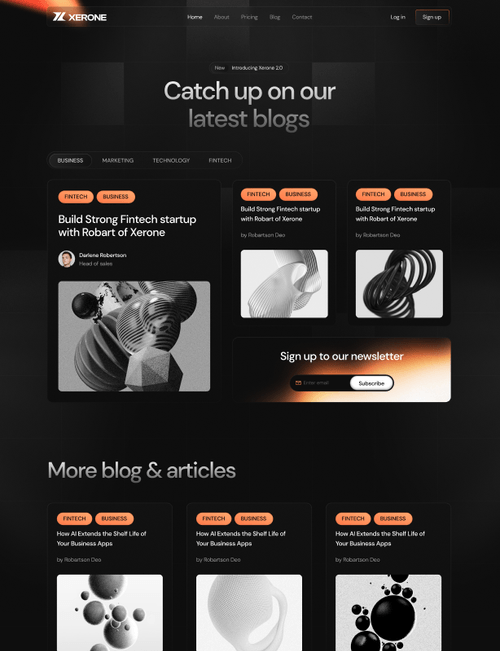 XERONE
Home About Pricing Blog Contact
Log in
Sign up
New Introducing Xerone 2.0
Catch up on our
latest blogs
BUSINESS MARKETING TECHNOLOGY FINTECH
FINTECH BUSINESS
Build Strong Fintech startup
with Robart of Xerone
Darlene Robertson
Head of sales
FINTECH BUSINESS
Build Strong Fintech startup
with Robart of Xerone
by Robartson Deo
FINTECH BUSINESS
Build Strong Fintech startup
with Robart of Xerone
by Robartson Deo
Sign up to our newsletter
Enter email
Subscribe
More blog & articles
FINTECH BUSINESS
How AI Extends the Shelf Life of
Your Business Apps
by Robartson Deo
FINTECH BUSINESS
How AI Extends the Shelf Life of
Your Business Apps
by Robartson Deo
FINTECH BUSINESS
How AI Extends the Shelf Life of
Your Business Apps
by Robartson Deo